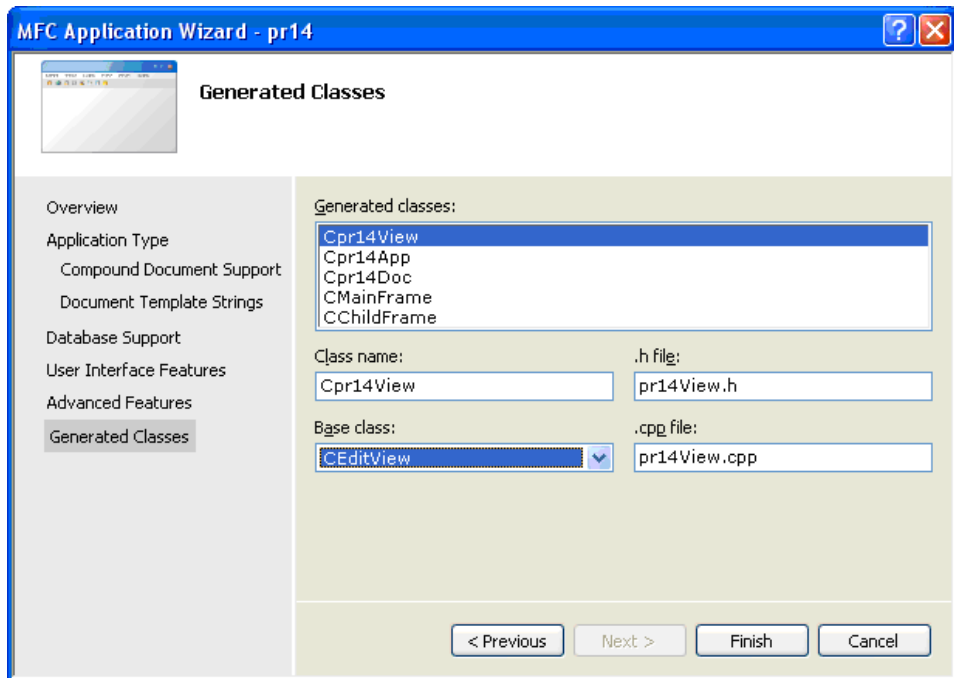 MFC Application Wizard - pr14
Generated Classes
Overview
Application Type
Compound Document Support
Document Template Strings
Database Support
User Interface Features
Advanced Features
Generated Classes
Generated classes:
Cpr14View
Cpr14App
Cpr14Doc
CMainFrame
CChildFrame
Class name:
.h file:
Cpr14View
pr14View.h
Base class:
.cpp file:
CEditView
pr14View.cpp
< Previous
Next >
Finish
Cancel